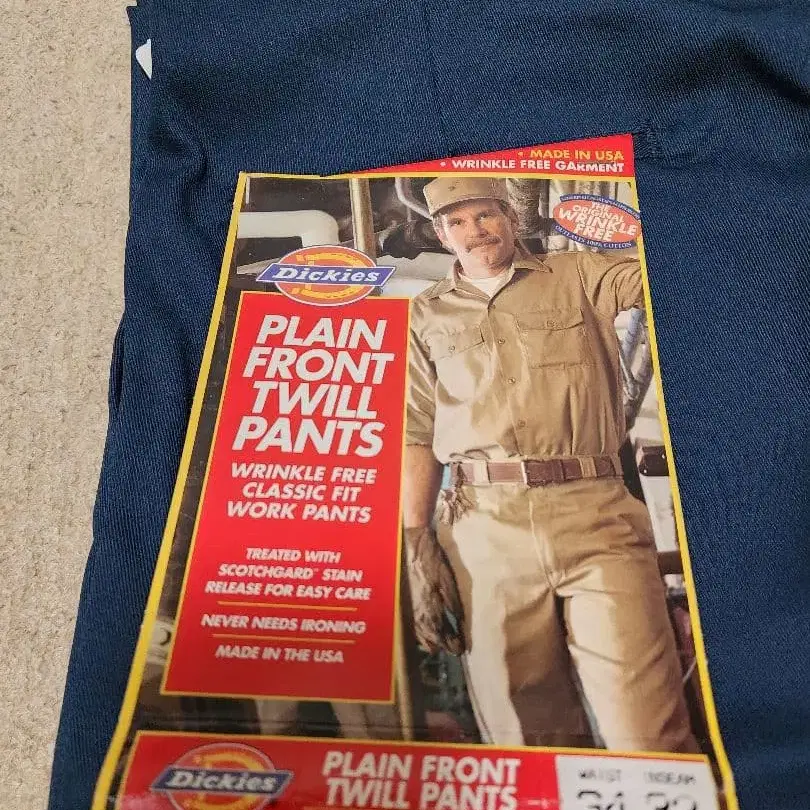 • MADE IN USA
• WRINKLE FREE GARMENT
THE
ORIGINAL
WRINKLE
FREE
Dickies
PLAIN
FRONT
TWILL
PANTS
WRINKLE FREE
CLASSIC FIT
WORK PANTS
TREATED WITH
SCOTCHGARD™ STAIN
RELEASE FOR EASY CARE
NEVER NEEDS IRONING
MADE IN THE USA
Dickies
PLAIN FRONT
TWILL PANTS
WAIST INSEAM